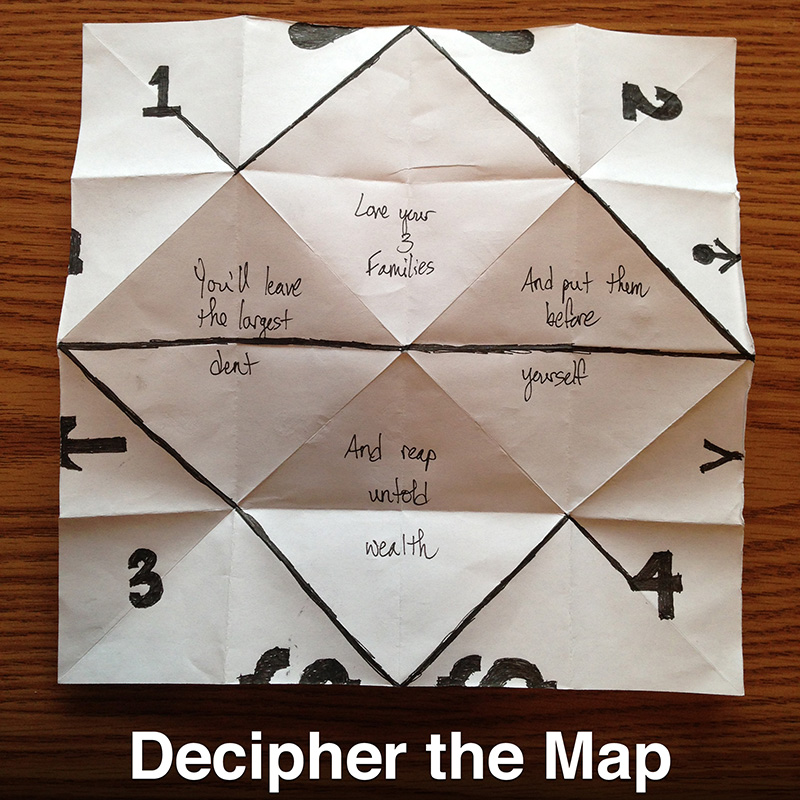 1
2
Love your
3
Families
You'll leave
the largest
dent
And put them
before
yourself
And reap
untold
wealth
3
4
Decipher the Map